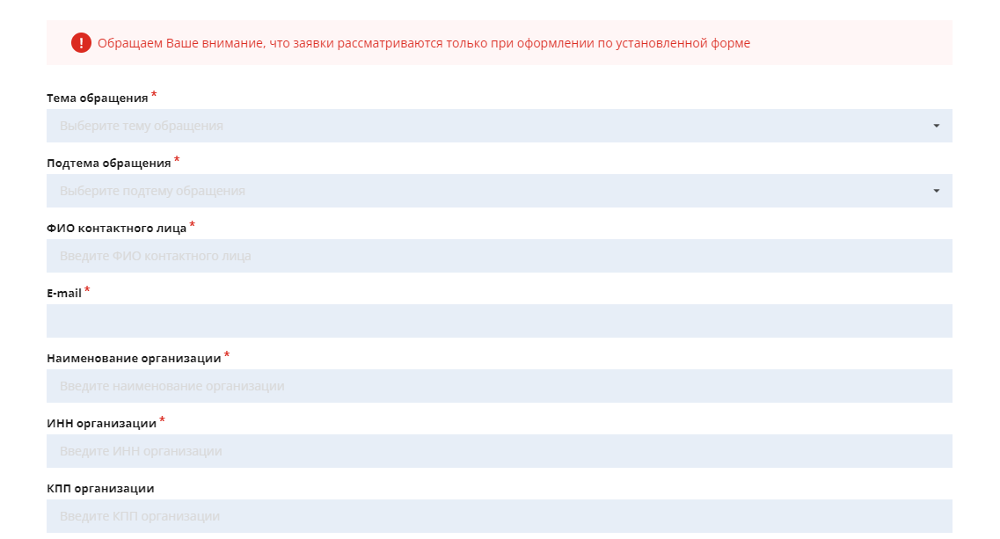 ! Обращаем Ваше внимание, что заявки рассматриваются только при оформлении по установленной форме
Тема обращения *
Выберите тему обращения
Подтема обращения *
Выберите подтему обращения
ФИО контактного лица *
Введите ФИО контактного лица
E-mail *
Наименование организации *
Введите наименование организации
ИНН организации *
Введите ИНН организации
КПП организации
Введите КПП организации